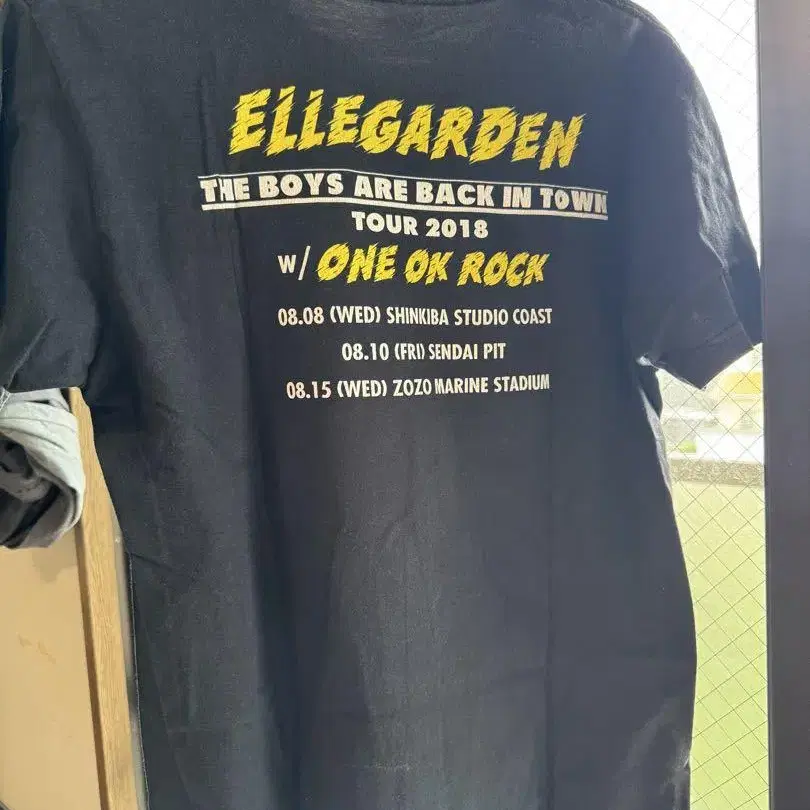 ELLEGARDEN
THE BOYS ARE BACK IN TOWN
TOUR 2018
w/ ONE OK ROCK
08.08 (WED) SHINKIBA STUDIO COAST
08.10 (FRI) SENDAI PIT
08.15 (WED) ZOZO MARINE STADIUM